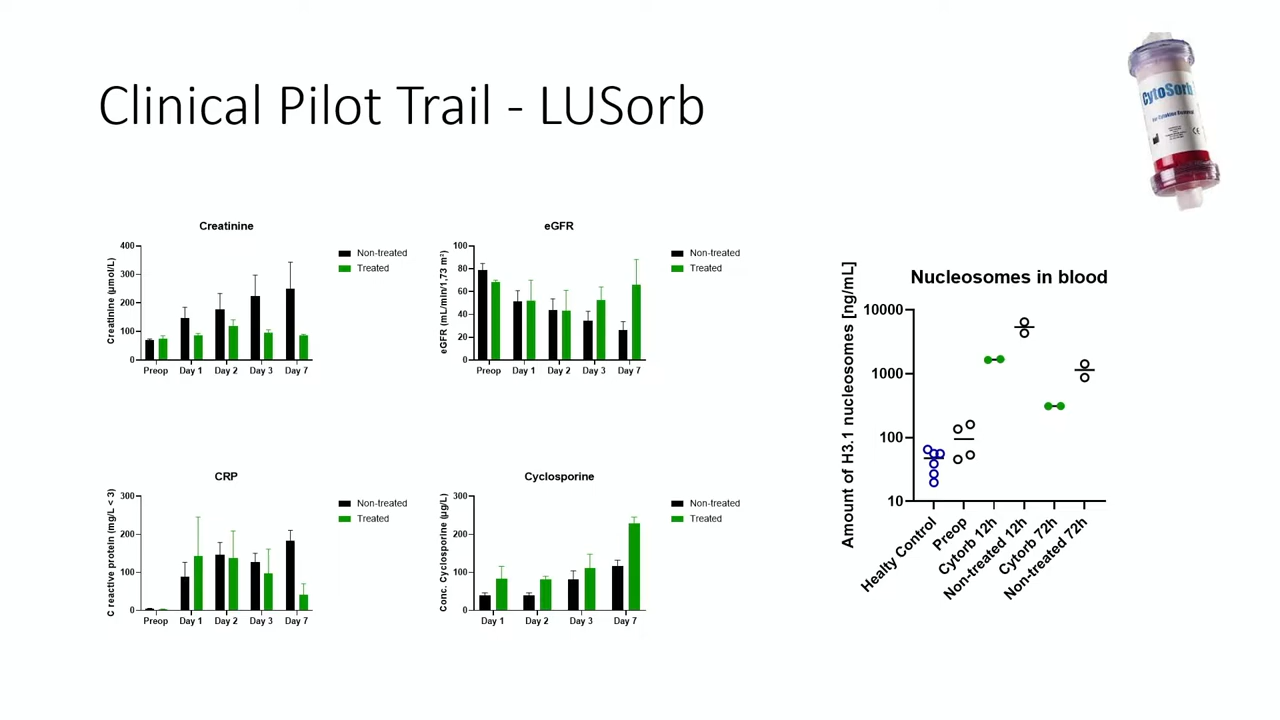 Clinical Pilot Trail - LUSorb
CytoSorb
For Cytokine Removal
Creatinine
Creatinine (µmol/L)
400
300
200
100
0
Preop Day 1 Day 2 Day 3 Day 7
Non-treated
Treated
eGFR
eGFR (mL/min/1,73 m²)
100
80
60
40
20
0
Preop Day 1 Day 2 Day 3 Day 7
Non-treated
Treated
CRP
C reactive protein (mg/L < 3)
300
200
100
0
Preop Day 1 Day 2 Day 3 Day 7
Non-treated
Treated
Cyclosporine
Conc. Cyclosporine (µg/L)
300
200
100
0
Day 1 Day 2 Day 3 Day 7
Non-treated
Treated
Nucleosomes in blood
Amount of H3.1 nucleosomes [ng/mL]
10000
1000
100
10
Healty Control
Preop
Cytorb 12h
Non-treated 12h
Cytorb 72h
Non-treated 72h